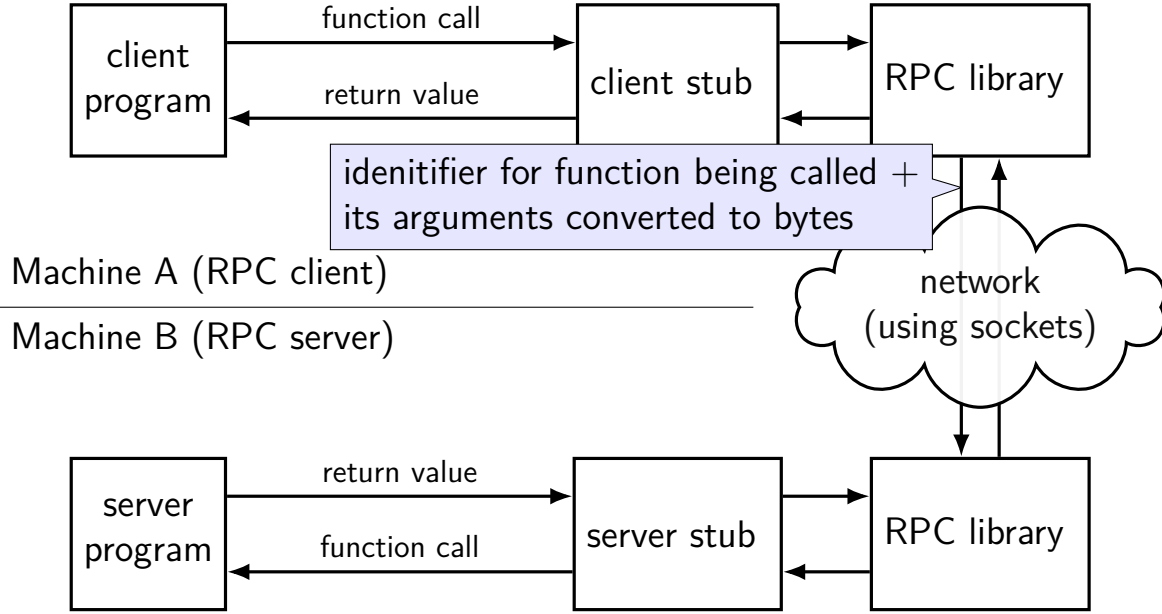 function call
client
program
client stub
RPC library
return value
idenitifier for function being called +
its arguments converted to bytes
Machine A (RPC client)
network
(using sockets)
Machine B (RPC server)
return value
server
program
server stub
RPC library
function call